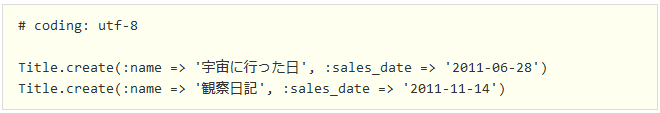 # coding: utf-8
Title.create(:name => '宇宙に行った日', :sales_date => '2011-06-28')
Title.create(:name => '観察日記', :sales_date => '2011-11-14')